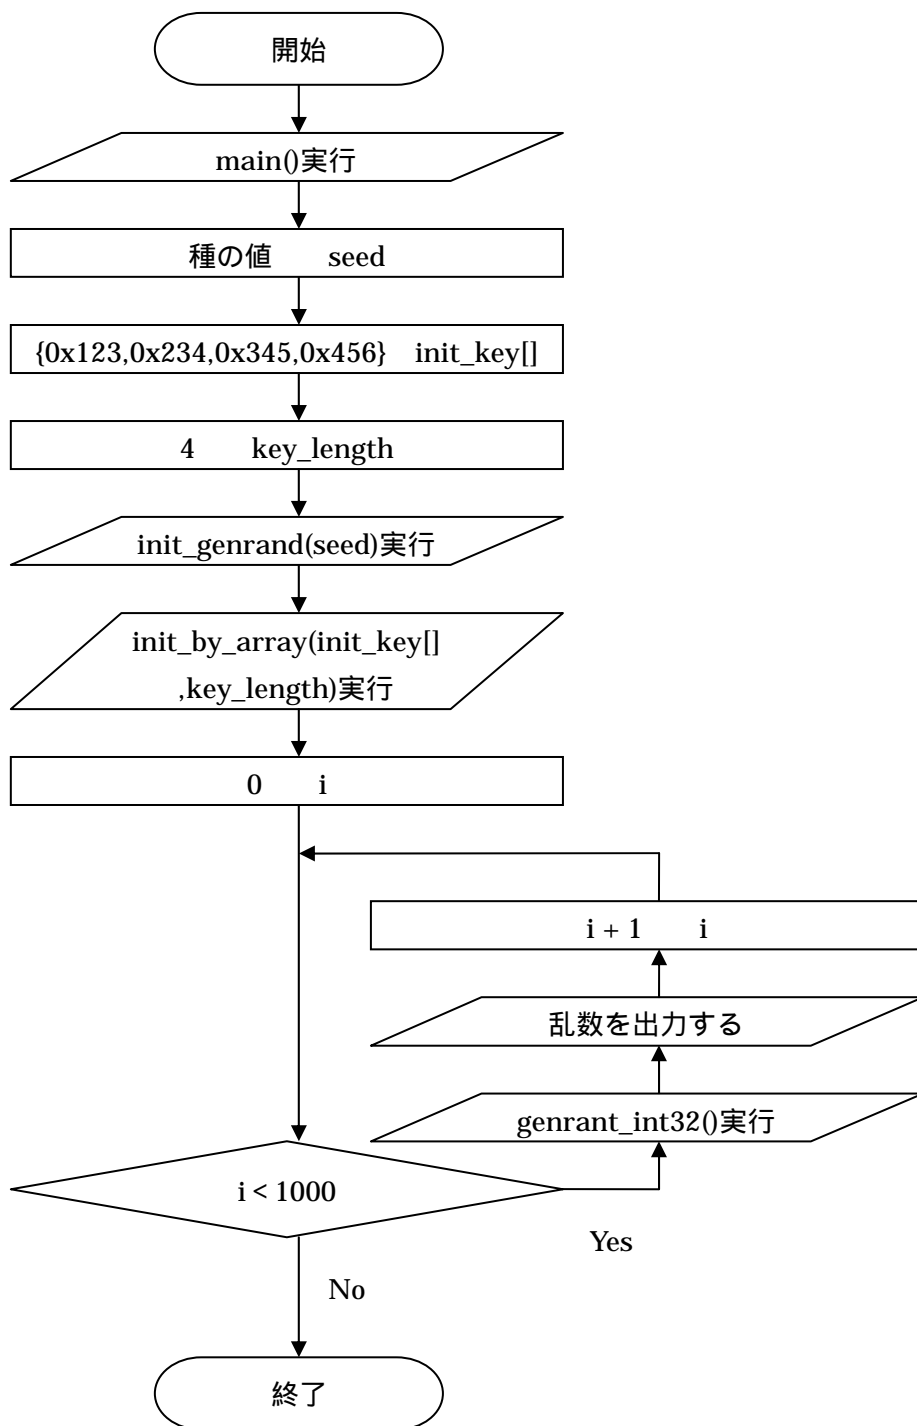 開始
main()実行
種の値 seed
{0x123,0x234,0x345,0x456} init_key[]
4 key_length
init_genrand(seed)実行
init_by_array(init_key[]
,key_length)実行
0 i
i + 1 i
乱数を出力する
genrant_int32()実行
i < 1000
Yes
No
終了